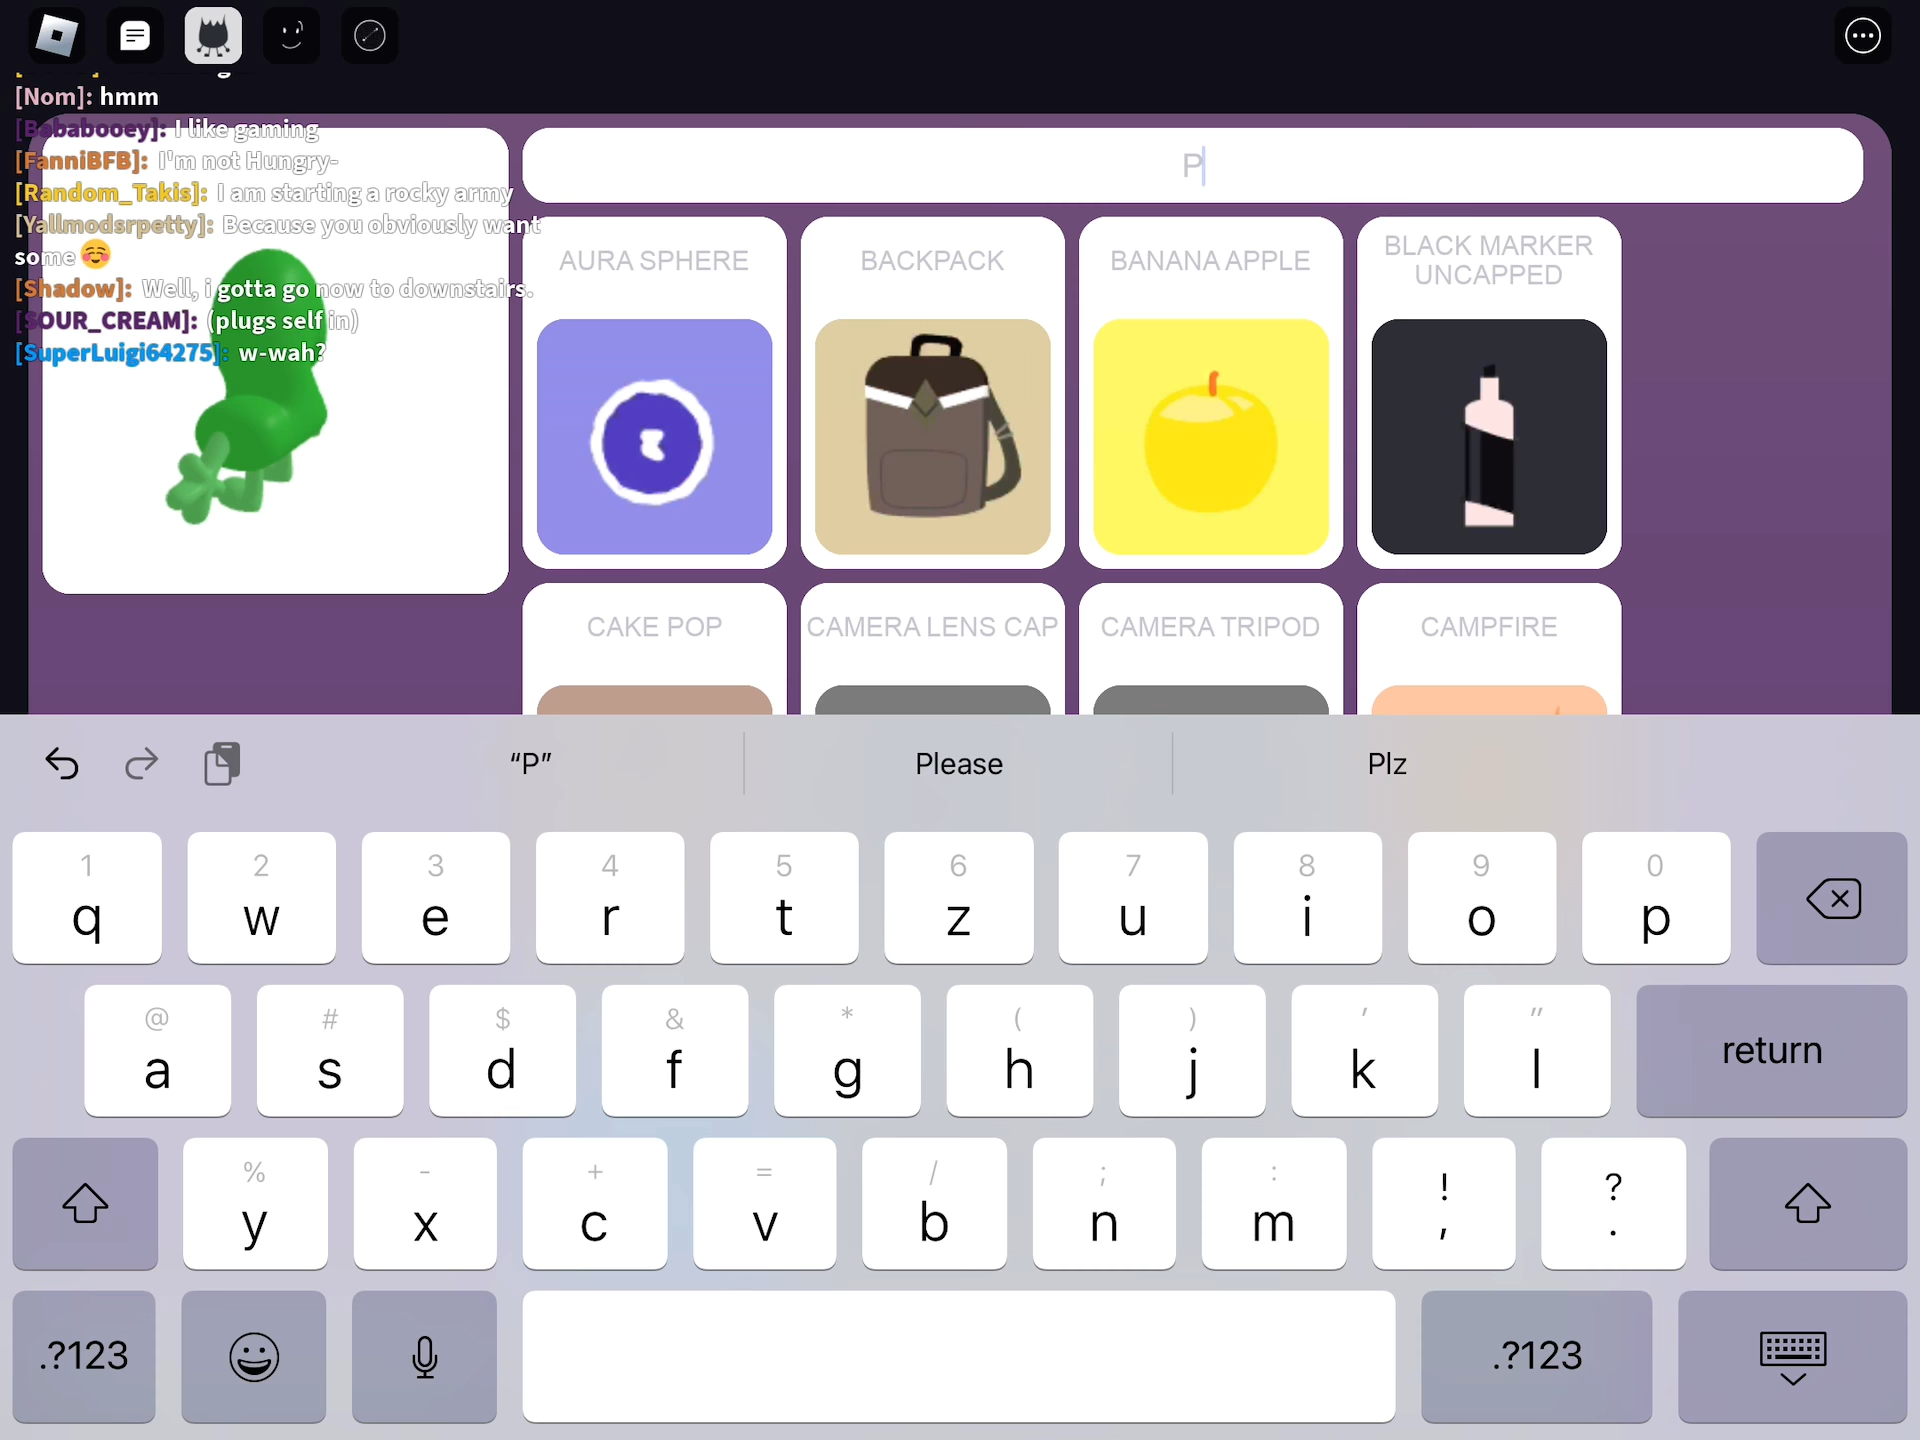 [Nom]: hmm
[Bababooey]: I like gaming
[FanniBFB]: I'm not Hungry-
[Random_Takis]: I am starting a rocky army
[Yallmodsrpetty]: Because you obviously want
some 😊
[Shadow]: Well, i gotta go now to downstairs.
[SOUR_CREAM]: (plugs self in)
[SuperLuigi64275]: w-wah?
P
AURA SPHERE
BACKPACK
BANANA APPLE
BLACK MARKER
UNCAPPED
CAKE POP
CAMERA LENS CAP
CAMERA TRIPOD
CAMPFIRE
“P”
Please
Plz
1 2 3 4 5 6 7 8 9 0
q w e r t z u i o p
@ # $ & * ( ) ' "
a s d f g h j k l
return
% - + = / ; : ! ?
y x c v b n m , .
.?123
.?123